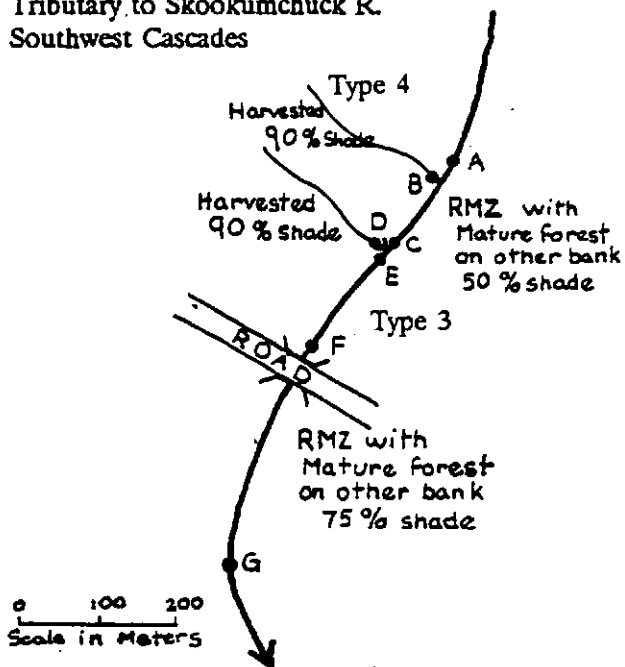 Tributary to Skookumchuck R.
Southwest Cascades
Type 4
Harvested
90% Shade
A
B
Harvested
90% Shade
RMZ with
Mature forest
on other bank
50% shade
D
C
E
Type 3
F
ROAD
RMZ with
Mature forest
on other bank
75% shade
G
0 100 200
Scale in Meters